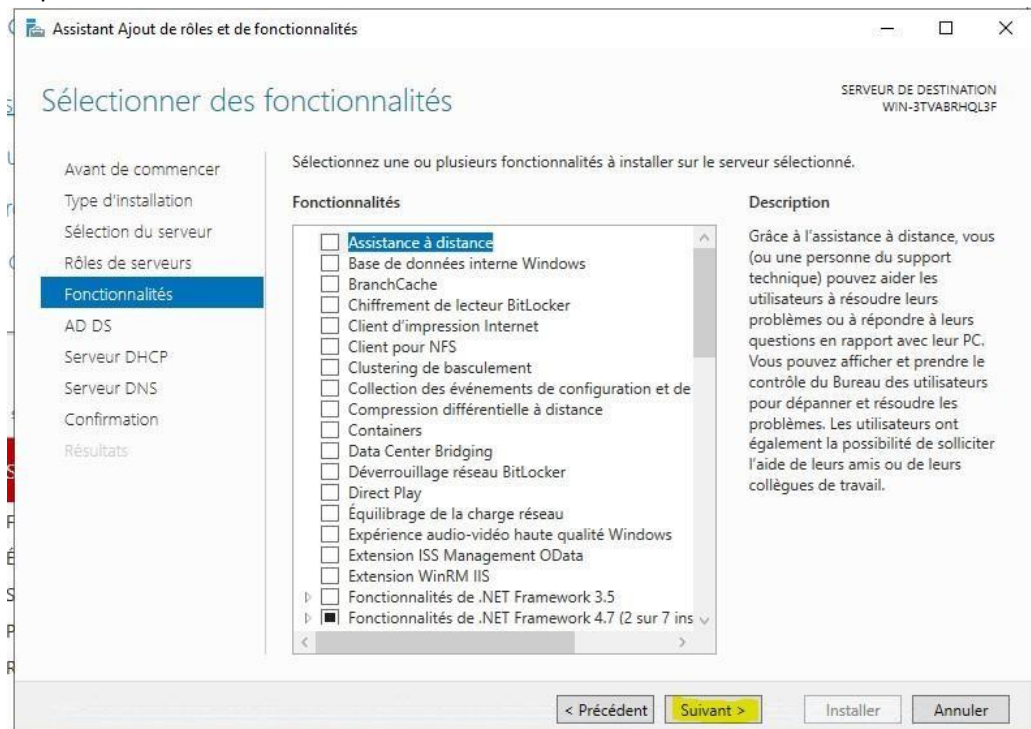 Assistant Ajout de rôles et de fonctionnalités
Sélectionner des fonctionnalités
SERVEUR DE DESTINATION
WIN-3TVABRHQL3F
Avant de commencer
Type d'installation
Sélection du serveur
Rôles de serveurs
Fonctionnalités
AD DS
Serveur DHCP
Serveur DNS
Confirmation
Résultats
Sélectionnez une ou plusieurs fonctionnalités à installer sur le serveur sélectionné.
Fonctionnalités
Assistance à distance
Base de données interne Windows
BranchCache
Chiffrement de lecteur BitLocker
Client d'impression Internet
Client pour NFS
Clustering de basculement
Collection des événements de configuration et de
Compression différentielle à distance
Containers
Data Center Bridging
Déverrouillage réseau BitLocker
Direct Play
Équilibrage de la charge réseau
Expérience audio-vidéo haute qualité Windows
Extension ISS Management OData
Extension WinRM IIS
Fonctionnalités de .NET Framework 3.5
Fonctionnalités de .NET Framework 4.7 (2 sur 7 ins
Description
Grâce à l'assistance à distance, vous
(ou une personne du support
technique) pouvez aider les
utilisateurs à résoudre leurs
problèmes ou à répondre à leurs
questions en rapport avec leur PC.
Vous pouvez afficher et prendre le
contrôle du Bureau des utilisateurs
pour dépanner et résoudre les
problèmes. Les utilisateurs ont
également la possibilité de solliciter
l'aide de leurs amis ou de leurs
collègues de travail.
< Précédent
Suivant >
Installer
Annuler